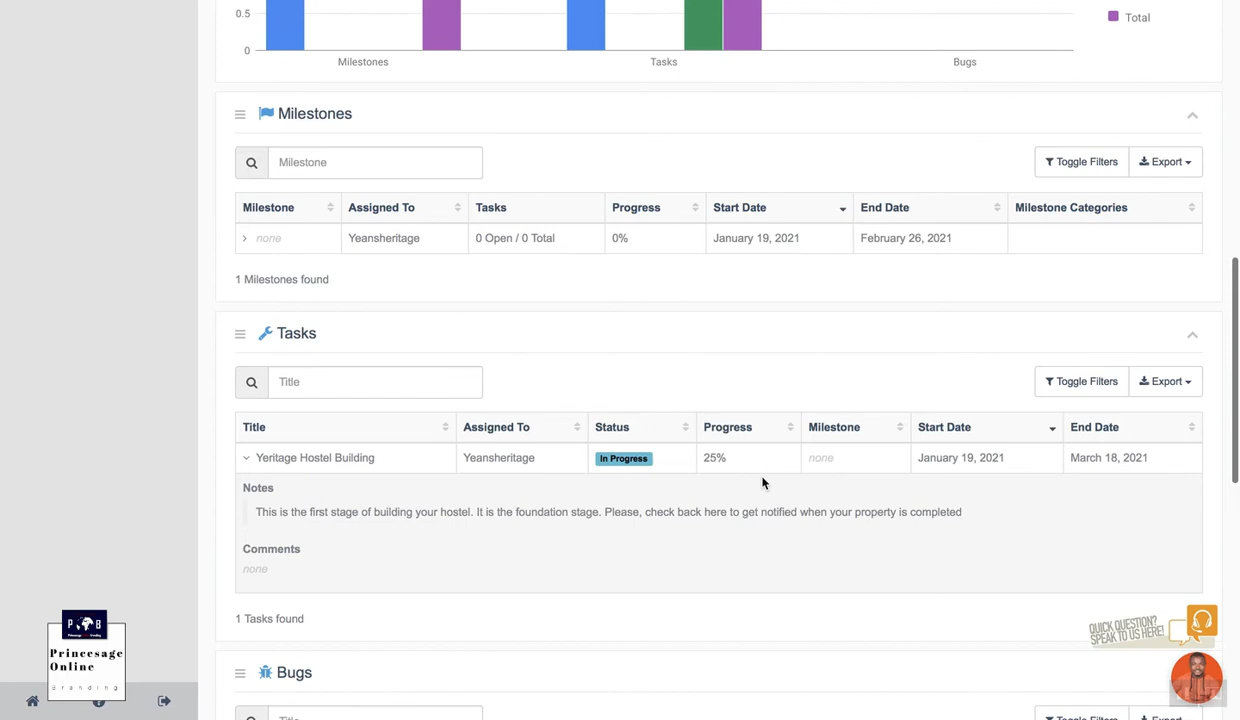 0.5
Total
0
Milestones Tasks Bugs
Milestones
Milestone
Toggle Filters Export
Milestone Assigned To Tasks Progress Start Date End Date Milestone Categories
none Yeansheritage 0 Open / 0 Total 0% January 19, 2021 February 26, 2021
1 Milestones found
Tasks
Title
Toggle Filters Export
Title Assigned To Status Progress Milestone Start Date End Date
Yeritage Hostel Building Yeansheritage In Progress 25% none January 19, 2021 March 18, 2021
Notes
This is the first stage of building your hostel. It is the foundation stage. Please, check back here to get notified when your property is completed
Comments
none
1 Tasks found
QUICK QUESTION?
SPEAK TO US HERE!
P B
Princesage
Online
Branding
Bugs
Title
Toggle Filters Export